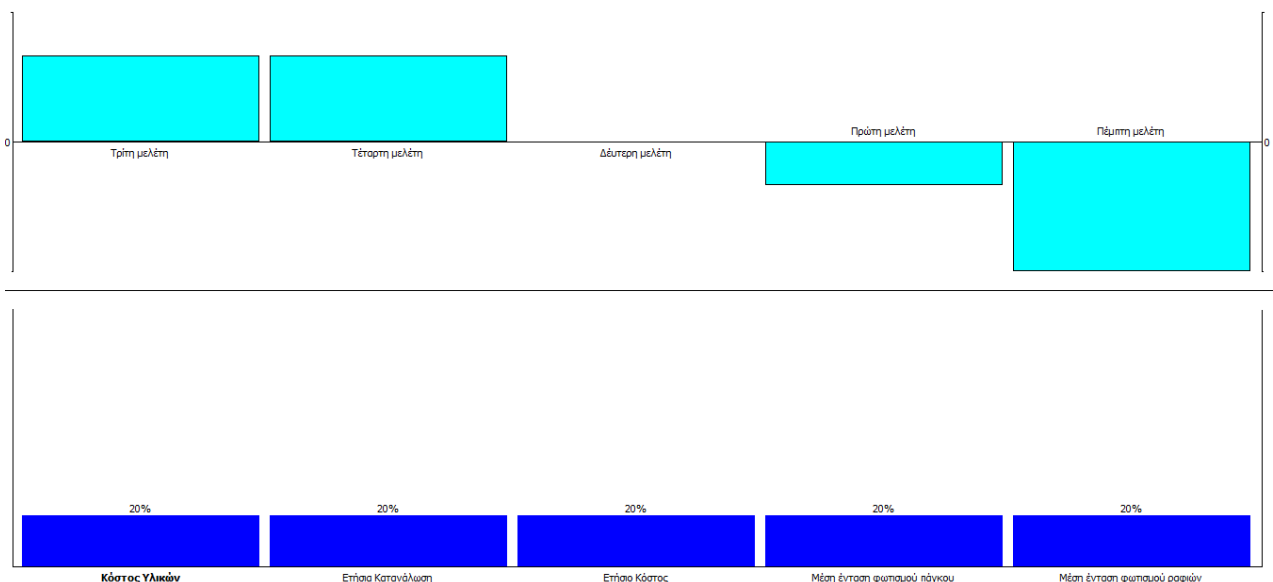 Πρώτη μελέτη Πέμπτη μελέτη
0 0
Τρίτη μελέτη Τέταρτη μελέτη Δέυτερη μελέτη
20% 20% 20% 20% 20%
Κόστος Υλικών Ετήσια Κατανάλωση Ετήσιο Κόστος Μέση ένταση φωτισμού πάγκου Μέση ένταση φωτισμού ραφιών